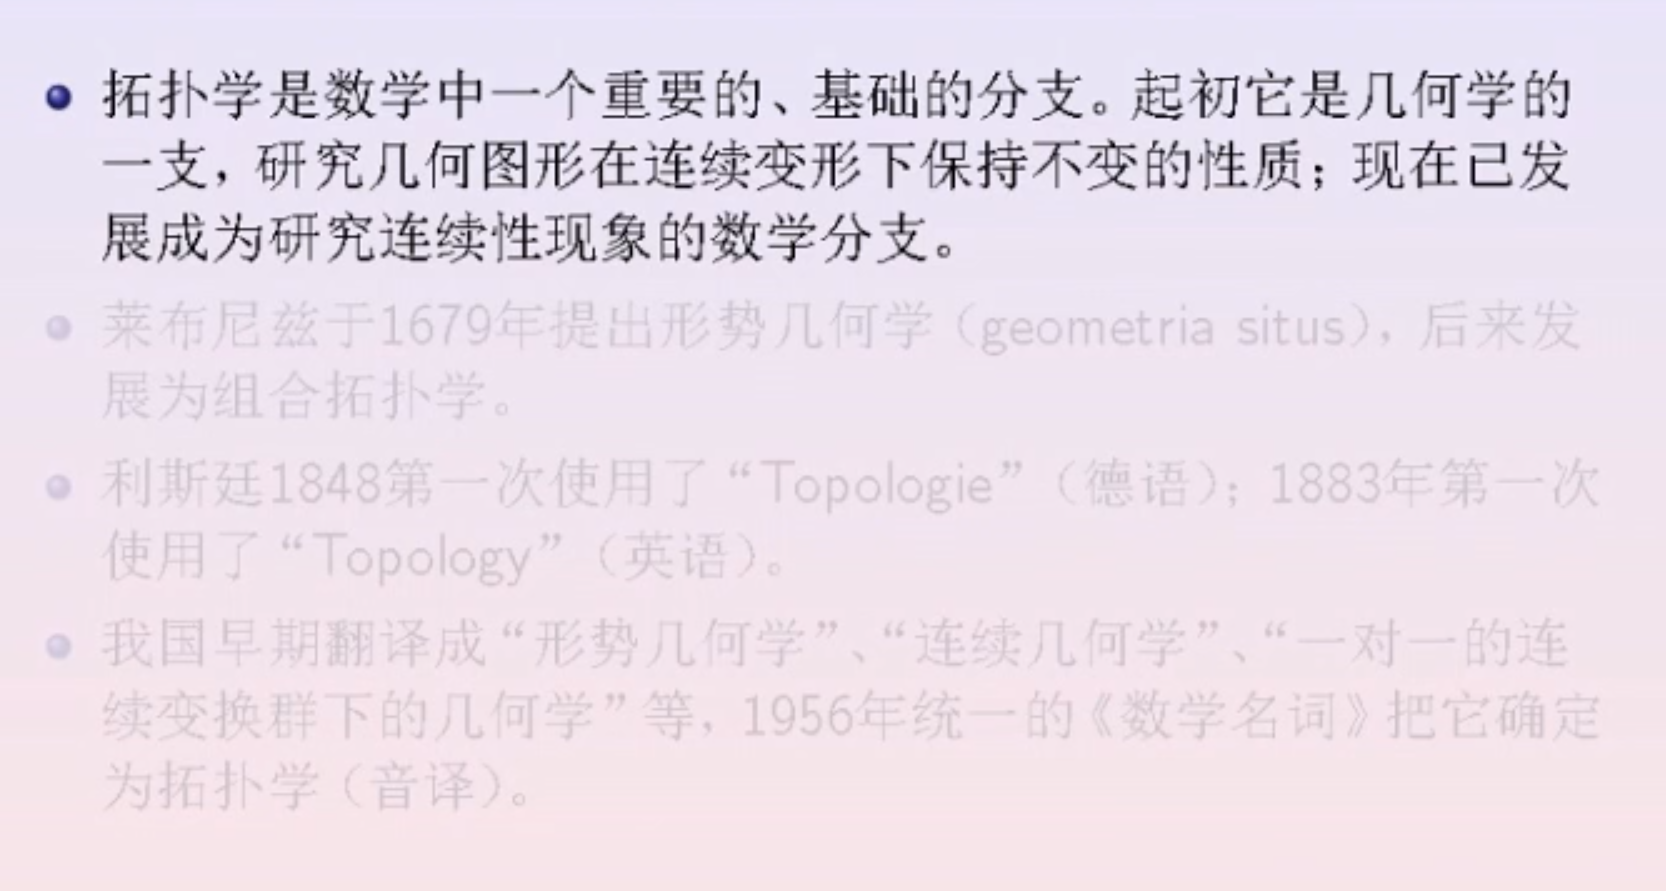 拓扑学是数学中一个重要的、基础的分支。起初它是几何学的
一支，研究几何图形在连续变形下保持不变的性质；现在已发
展成为研究连续性现象的数学分支。
莱布尼兹于1679年提出形势几何学（geometria situs），后来发
展为组合拓扑学。
利斯廷1848第一次使用了“Topologie”（德语）；1883年第一次
使用了“Topology”（英语）。
我国早期翻译成“形势几何学”、“连续几何学”、“一对一的连
续变换群下的几何学”等，1956年统一的《数学名词》把它确定
为拓扑学（音译）。